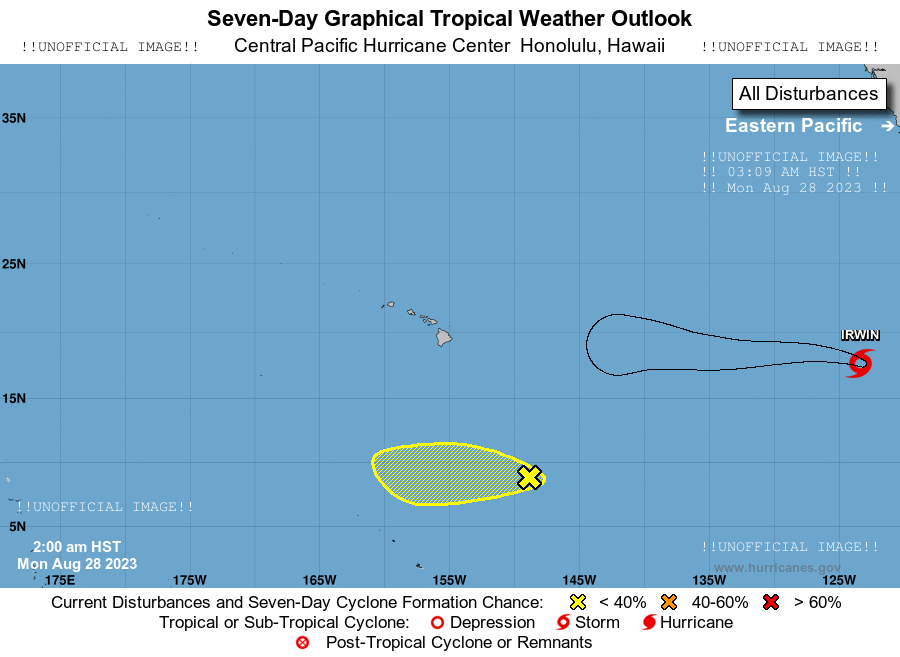 Seven-Day Graphical Tropical Weather Outlook
!!UNOFFICIAL IMAGE!! Central Pacific Hurricane Center Honolulu, Hawaii !!UNOFFICIAL IMAGE!!
All Disturbances
35N
Eastern Pacific
!!UNOFFICIAL IMAGE!!
!! 03:09 AM HST !!
!! Mon Aug 28 2023 !!
25N
IRWIN
15N
!!UNOFFICIAL IMAGE!!
5N
2:00 am HST
Mon Aug 28 2023
!!UNOFFICIAL IMAGE!!
www.hurricanes.gov
175E 175W 165W 155W 145W 135W 125W
Current Disturbances and Seven-Day Cyclone Formation Chance: < 40% 40-60% > 60%
Tropical or Sub-Tropical Cyclone: Depression Storm Hurricane
Post-Tropical Cyclone or Remnants